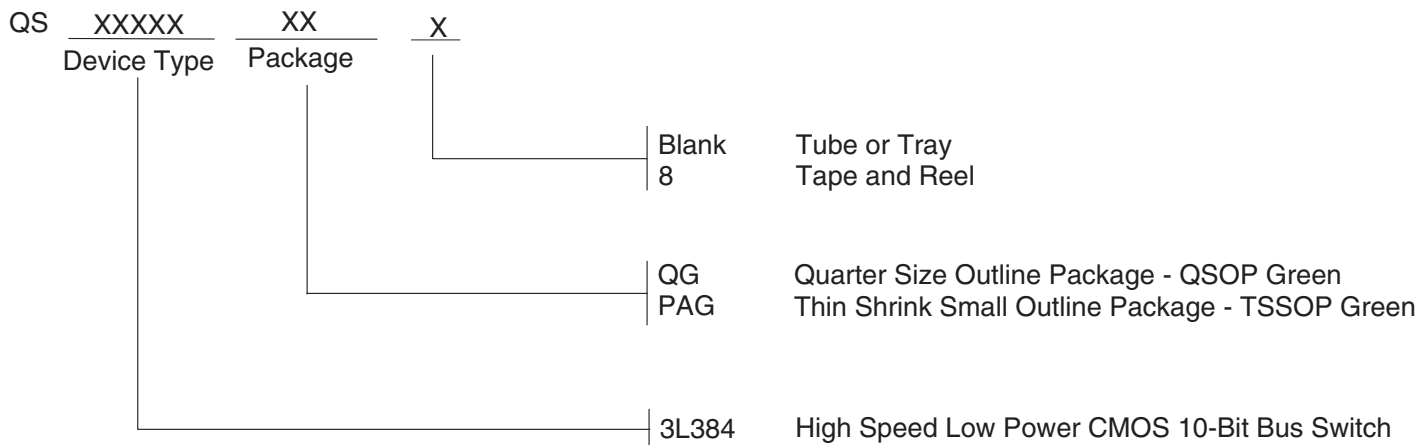 QS XXXXX XX X
Device Type Package
Blank Tube or Tray
8 Tape and Reel
QG Quarter Size Outline Package - QSOP Green
PAG Thin Shrink Small Outline Package - TSSOP Green
3L384 High Speed Low Power CMOS 10-Bit Bus Switch